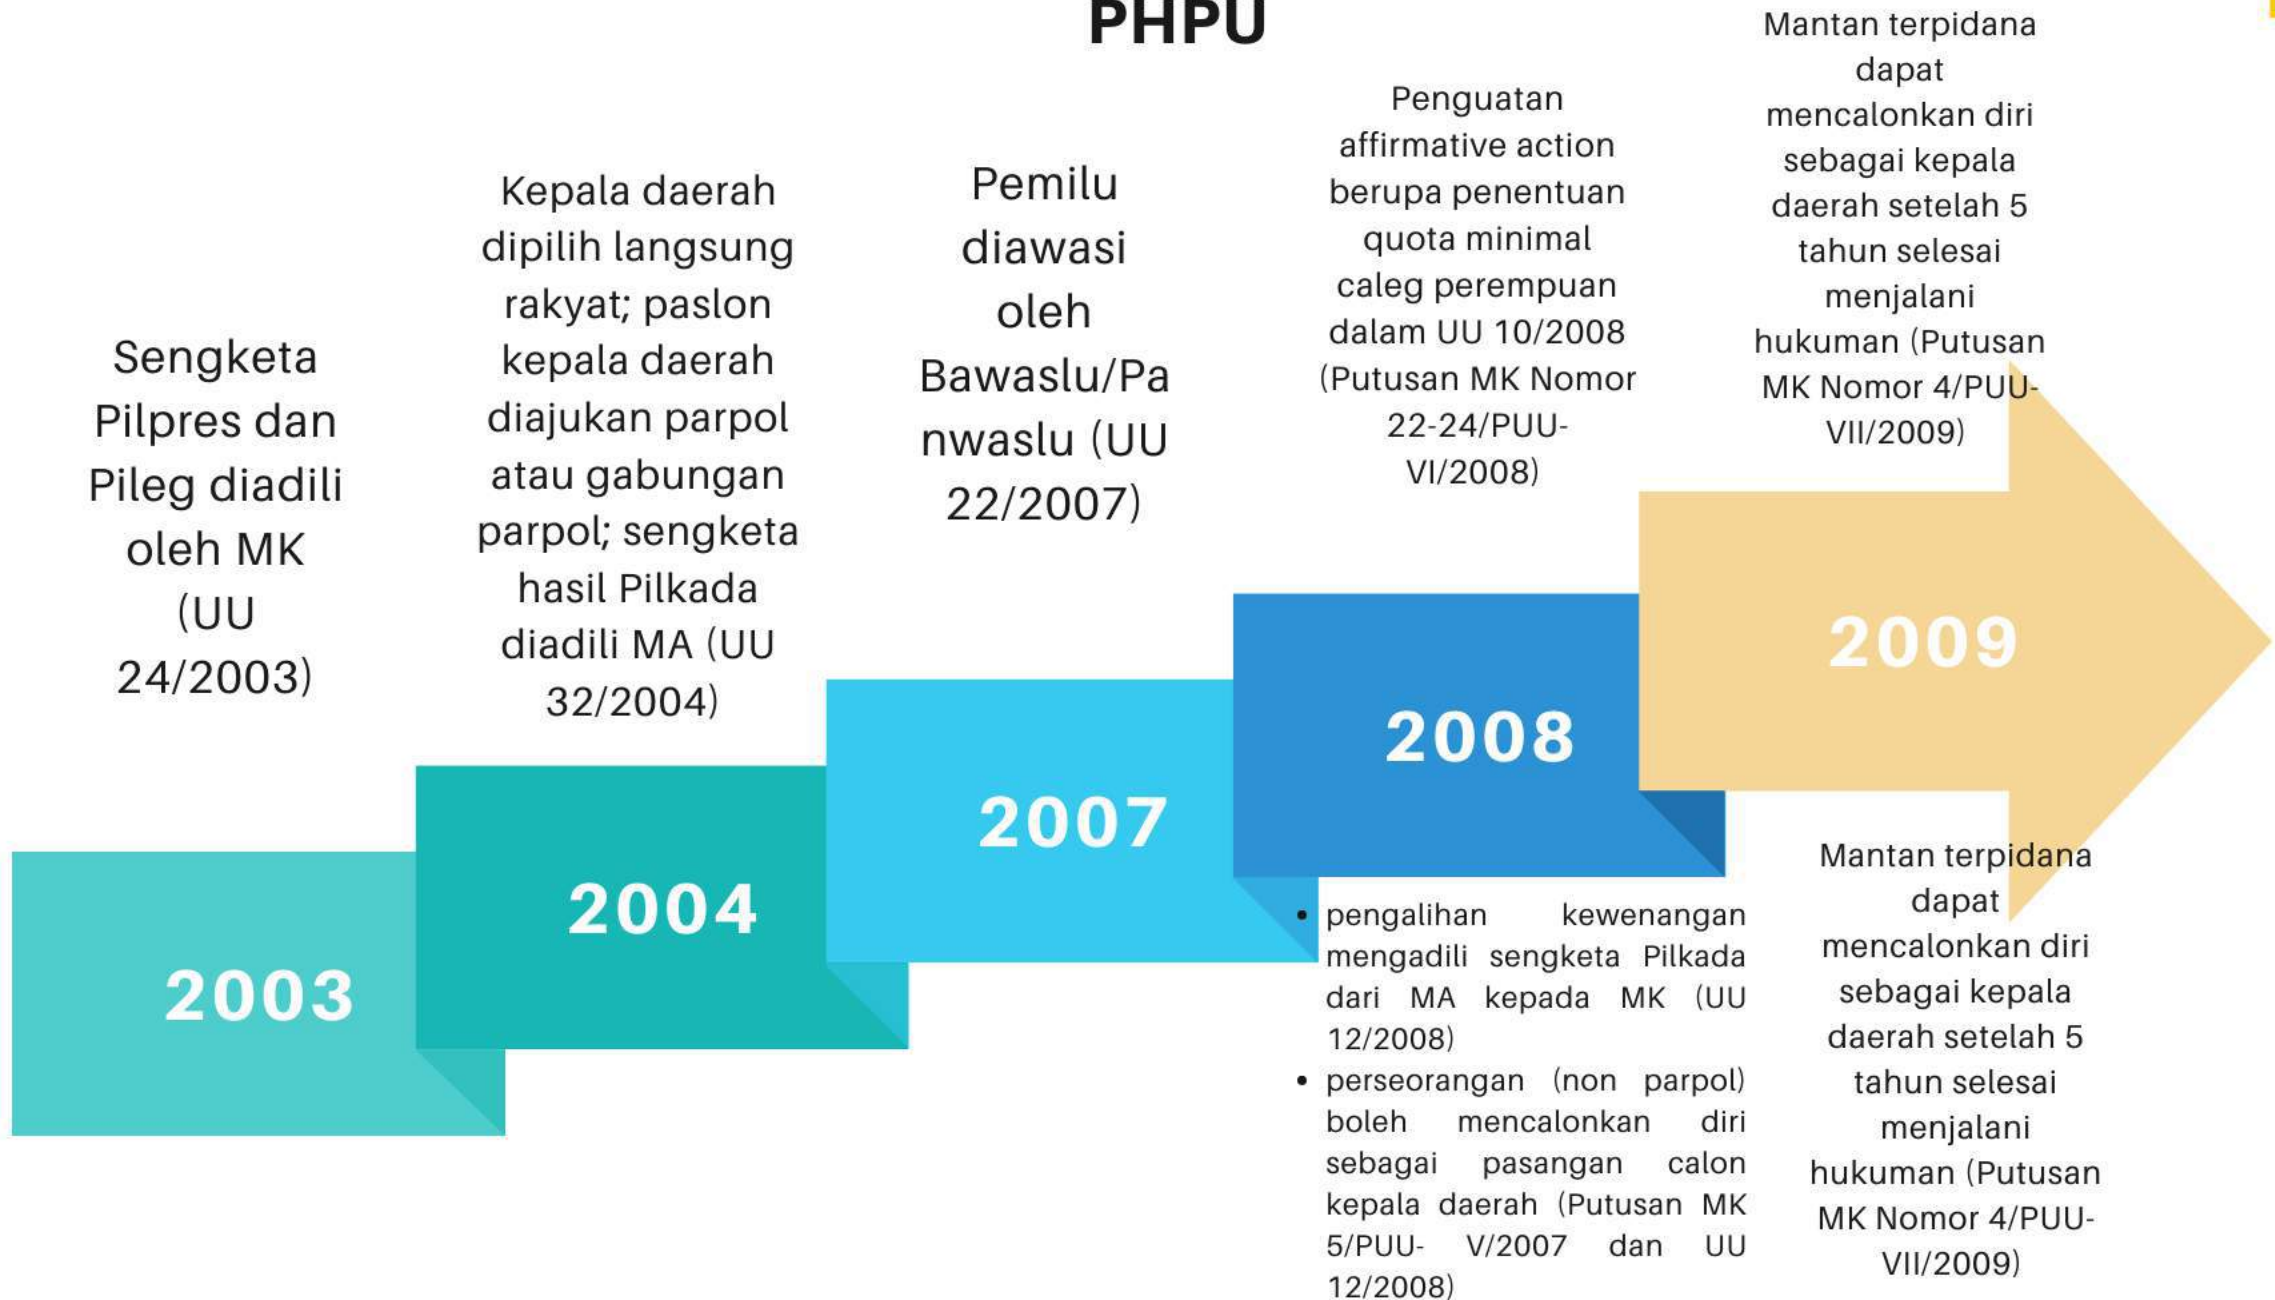 PHPU
Sengketa
Pilpres dan
Pileg diadili
oleh MK
(UU
24/2003)
2003
Kepala daerah
dipilih langsung
rakyat; paslon
kepala daerah
diajukan parpol
atau gabungan
parpol; sengketa
hasil Pilkada
diadili MA (UU
32/2004)
2004
Pemilu
diawasi
oleh
Bawaslu/Pa
nwaslu (UU
22/2007)
2007
Penguatan
affirmative action
berupa penentuan
quota minimal
caleg perempuan
dalam UU 10/2008
(Putusan MK Nomor
22-24/PUU-
VI/2008)
2008
• pengalihan kewenangan
mengadili sengketa Pilkada
dari MA kepada MK (UU
12/2008)
• perseorangan (non parpol)
boleh mencalonkan diri
sebagai pasangan calon
kepala daerah (Putusan MK
5/PUU- V/2007 dan UU
12/2008)
Mantan terpidana
dapat
mencalonkan diri
sebagai kepala
daerah setelah 5
tahun selesai
menjalani
hukuman (Putusan
MK Nomor 4/PUU-
VII/2009)
2009
Mantan terpidana
dapat
mencalonkan diri
sebagai kepala
daerah setelah 5
tahun selesai
menjalani
hukuman (Putusan
MK Nomor 4/PUU-
VII/2009)